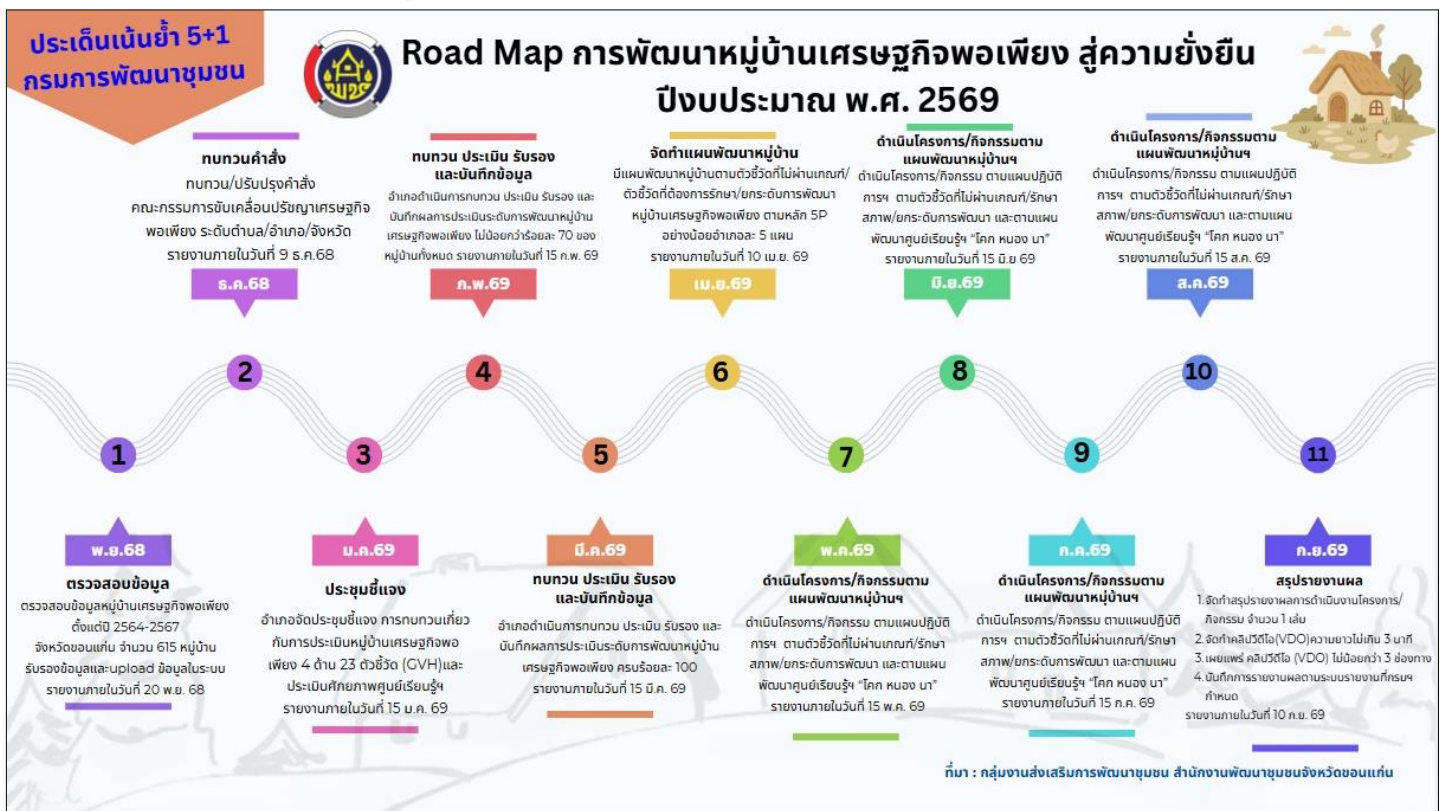 ประเด็นเน้นย้ำ 5+1
กรมการพัฒนาชุมชน
Road Map การพัฒนาหมู่บ้านเศรษฐกิจพอเพียง สู่ความยั่งยืน
ปีงบประมาณ พ.ศ. 2569
พช
ทบทวนคำสั่ง
ทบทวน/ปรับปรุงคำสั่ง
คณะกรรมการขับเคลื่อนปรัชญาเศรษฐกิจ
พอเพียง ระดับตำบล/อำเภอ/จังหวัด
รายงานภายในวันที่ 9 ธ.ค.68
ธ.ค.68
ทบทวน ประเมิน รับรอง
และบันทึกข้อมูล
อำเภอดำเนินการทบทวน ประเมิน รับรอง และ
บันทึกผลการประเมินระดับการพัฒนาหมู่บ้าน
เศรษฐกิจพอเพียง ไม่น้อยกว่าร้อยละ 70 ของ
หมู่บ้านทั้งหมด รายงานภายในวันที่ 15 ก.พ. 69
ก.พ.69
จัดทำแผนพัฒนาหมู่บ้าน
มีแผนพัฒนาหมู่บ้านตามตัวชี้วัดที่ไม่ผ่านเกณฑ์/
ตัวชี้วัดที่ต้องการรักษา/ยกระดับการพัฒนา
หมู่บ้านเศรษฐกิจพอเพียง ตามหลัก 5P
อย่างน้อยอำเภอละ 5 แผน
รายงานภายในวันที่ 10 เม.ย. 69
เม.ย.69
ดำเนินโครงการ/กิจกรรมตาม
แผนพัฒนาหมู่บ้านฯ
ดำเนินโครงการ/กิจกรรม ตามแผนปฏิบัติ
การฯ ตามตัวชี้วัดที่ไม่ผ่านเกณฑ์/รักษา
สภาพ/ยกระดับการพัฒนา และตามแผน
พัฒนาศูนย์เรียนรู้ฯ “โคก หนอง นา”
รายงานภายในวันที่ 15 มิ.ย 69
มิ.ย.69
ดำเนินโครงการ/กิจกรรมตาม
แผนพัฒนาหมู่บ้านฯ
ดำเนินโครงการ/กิจกรรม ตามแผนปฏิบัติ
การฯ ตามตัวชี้วัดที่ไม่ผ่านเกณฑ์/รักษา
สภาพ/ยกระดับการพัฒนา และตามแผน
พัฒนาศูนย์เรียนรู้ฯ “โคก หนอง นา”
รายงานภายในวันที่ 15 ส.ค. 69
ส.ค.69
2
4
6
8
10
1
3
5
7
9
11
พ.ย.68
ตรวจสอบข้อมูล
ตรวจสอบข้อมูลหมู่บ้านเศรษฐกิจพอเพียง
ตั้งแต่ปี 2564-2567
จังหวัดขอนแก่น จำนวน 615 หมู่บ้าน
รับรองข้อมูลและupload ข้อมูลในระบบ
รายงานภายในวันที่ 20 พ.ย. 68
ม.ค.69
ประชุมชี้แจง
อำเภอจัดประชุมชี้แจง การทบทวนเกี่ยว
กับการประเมินหมู่บ้านเศรษฐกิจพอ
เพียง 4 ด้าน 23 ตัวชี้วัด (GVH)และ
ประเมินศักยภาพศูนย์เรียนรู้ฯ
รายงานภายในวันที่ 15 ม.ค. 69
มี.ค.69
ทบทวน ประเมิน รับรอง
และบันทึกข้อมูล
อำเภอดำเนินการทบทวน ประเมิน รับรอง และ
บันทึกผลการประเมินระดับการพัฒนาหมู่บ้าน
เศรษฐกิจพอเพียง ครบร้อยละ 100
รายงานภายในวันที่ 15 มี.ค. 69
พ.ค.69
ดำเนินโครงการ/กิจกรรมตาม
แผนพัฒนาหมู่บ้านฯ
ดำเนินโครงการ/กิจกรรม ตามแผนปฏิบัติ
การฯ ตามตัวชี้วัดที่ไม่ผ่านเกณฑ์/รักษา
สภาพ/ยกระดับการพัฒนา และตามแผน
พัฒนาศูนย์เรียนรู้ฯ “โคก หนอง นา”
รายงานภายในวันที่ 15 พ.ค. 69
ก.ค.69
ดำเนินโครงการ/กิจกรรมตาม
แผนพัฒนาหมู่บ้านฯ
ดำเนินโครงการ/กิจกรรม ตามแผนปฏิบัติ
การฯ ตามตัวชี้วัดที่ไม่ผ่านเกณฑ์/รักษา
สภาพ/ยกระดับการพัฒนา และตามแผน
พัฒนาศูนย์เรียนรู้ฯ “โคก หนอง นา”
รายงานภายในวันที่ 15 ก.ค. 69
ก.ย.69
สรุปรายงานผล
1. จัดทำสรุปรายงาผลการดำเนินงานโครงการ/
กิจกรรม จำนวน 1 เล่ม
2. จัดทำคลิปวีดีโอ(VDO)ความยาวไม่เกิน 3 นาที
3. เผยแพร่ คลิปวีดีโอ (VDO) ไม่น้อยกว่า 3 ช่องทาง
4. บันทึกการรายงานผลตามระบบรายงานที่กรมฯ
กำหนด
รายงานภายในวันที่ 10 ก.ย. 69
ที่มา : กลุ่มงานส่งเสริมการพัฒนาชุมชน สำนักงานพัฒนาชุมชนจังหวัดขอนแก่น